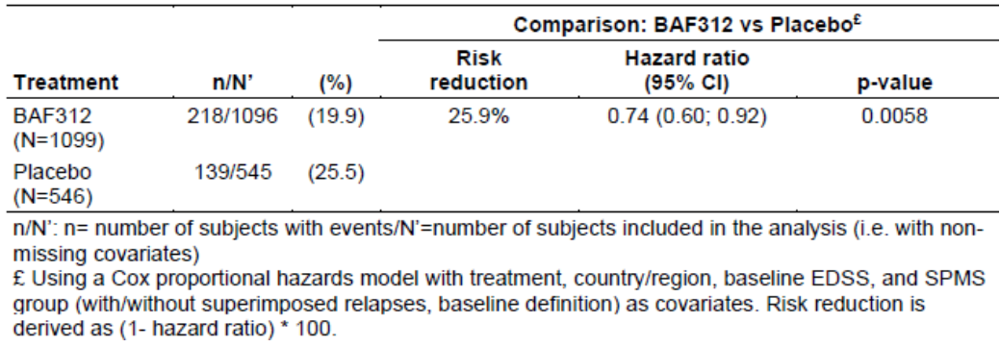 Comparison: BAF312 vs Placebo£
Treatment n/N’ (%) Risk reduction Hazard ratio (95% CI) p-value
BAF312 (N=1099) 218/1096 (19.9) 25.9% 0.74 (0.60; 0.92) 0.0058
Placebo (N=546) 139/545 (25.5)
n/N’: n= number of subjects with events/N’=number of subjects included in the analysis (i.e. with non-
missing covariates)
£ Using a Cox proportional hazards model with treatment, country/region, baseline EDSS, and SPMS
group (with/without superimposed relapses, baseline definition) as covariates. Risk reduction is
derived as (1- hazard ratio) * 100.